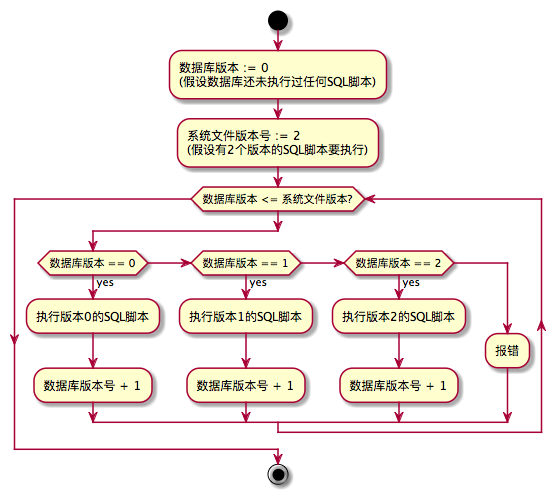 数据库版本 := 0
(假设数据库还未执行过任何SQL脚本)
系统文件版本号 := 2
(假设有2个版本的SQL脚本要执行)
数据库版本 <= 系统文件版本?
数据库版本 == 0
数据库版本 == 1
数据库版本 == 2
yes
yes
yes
执行版本0的SQL脚本
执行版本1的SQL脚本
执行版本2的SQL脚本
报错
数据库版本号 + 1
数据库版本号 + 1
数据库版本号 + 1